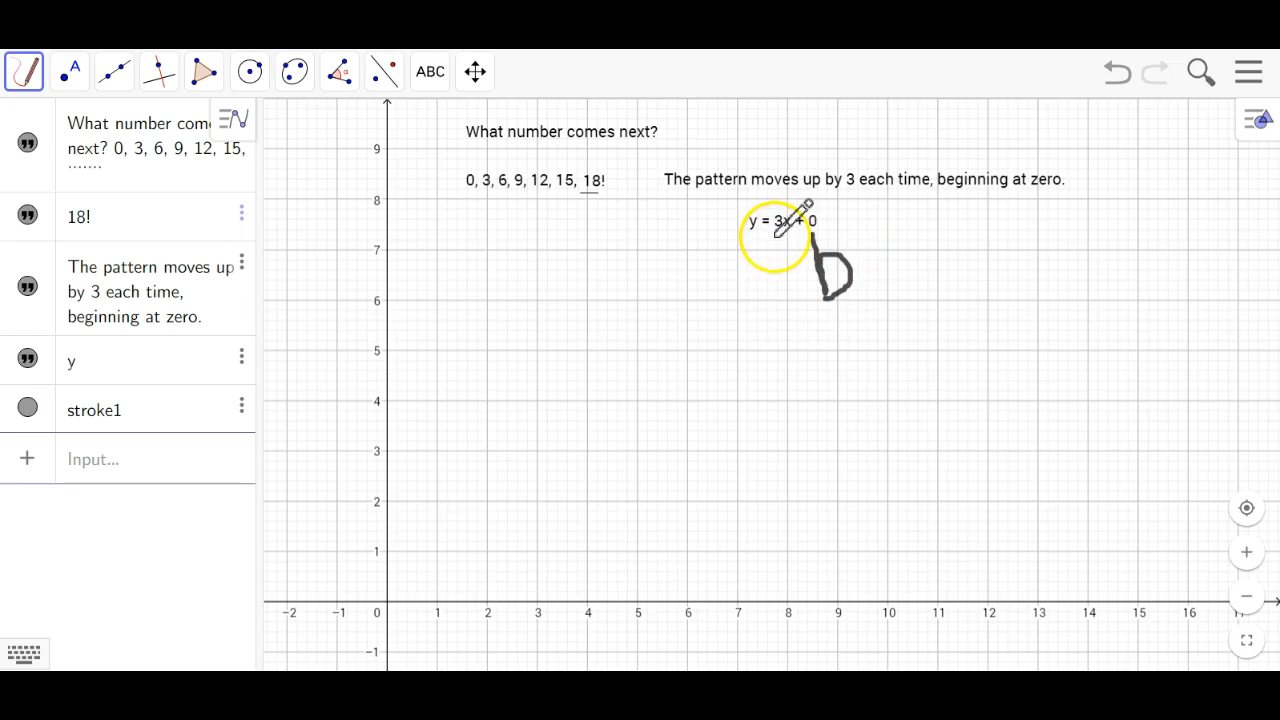 A
ABC
What number come
next? 0, 3, 6, 9, 12, 15,
.......
18!
The pattern moves up
by 3 each time,
beginning at zero.
y
stroke1
+ Input...
What number comes next?
0, 3, 6, 9, 12, 15, 18!
The pattern moves up by 3 each time, beginning at zero.
y = 3x + 0
b
9
8
7
6
5
4
3
2
1
−2 −1 0 1 2 3 4 5 6 7 8 9 10 11 12 13 14 15 16
−1